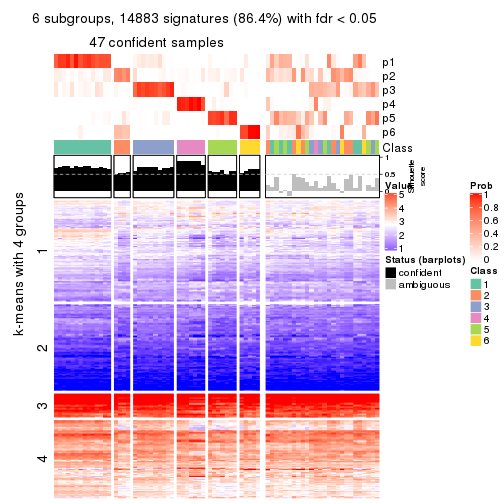 6 subgroups, 14883 signatures (86.4%) with fdr < 0.05
47 confident samples
p1
p2
p3
p4
p5
p6
Class
1
0.5
0
Silhouette
score
k-means with 4 groups
1
2
3
4
Value
5
4
3
2
1
Status (barplots)
confident
ambiguous
Prob
1
0.8
0.6
0.4
0.2
0
Class
1
2
3
4
5
6